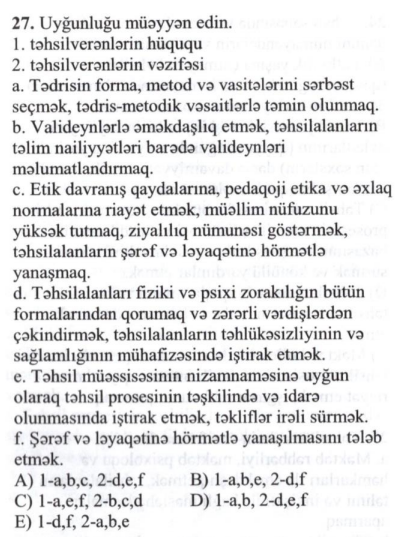 27. Uyğunluğu müəyyən edin.
1. təhsilverənlərin hüququ
2. təhsilverənlərin vəzifəsi
a. Tədrisin forma, metod və vasitələrini sərbəst
seçmək, tədris-metodik vəsaitlərlə təmin olunmaq.
b. Valideynlərlə əməkdaşlıq etmək, təhsilalanların
təlim nailiyyətləri barədə valideynləri
məlumatlandırmaq.
c. Etik davranış qaydalarına, pedaqoji etika və əxlaq
normalarına riayət etmək, müəllim nüfuzunu
yüksək tutmaq, ziyalılıq nümunəsi göstərmək,
təhsilalanların şərəf və ləyaqətinə hörmətlə
yanaşmaq.
d. Təhsilalanları fiziki və psixi zorakılığın bütün
formalarından qorumaq və zərərli vərdişlərdən
çəkindirmək, təhsilalanların təhlükəsizliyinin və
sağlamlığının mühafizəsində iştirak etmək.
e. Təhsil müəssisəsinin nizamnaməsinə uyğun
olaraq təhsil prosesinin təşkilində və idarə
olunmasında iştirak etmək, təkliflər irəli sürmək.
f. Şərəf və ləyaqətinə hörmətlə yanaşılmasını tələb
etmək.
A) 1-a,b,c, 2-d,e,f B) 1-a,b,e, 2-d,f
C) 1-a,e,f, 2-b,c,d D) 1-a,b, 2-d,e,f
E) 1-d,f, 2-a,b,e